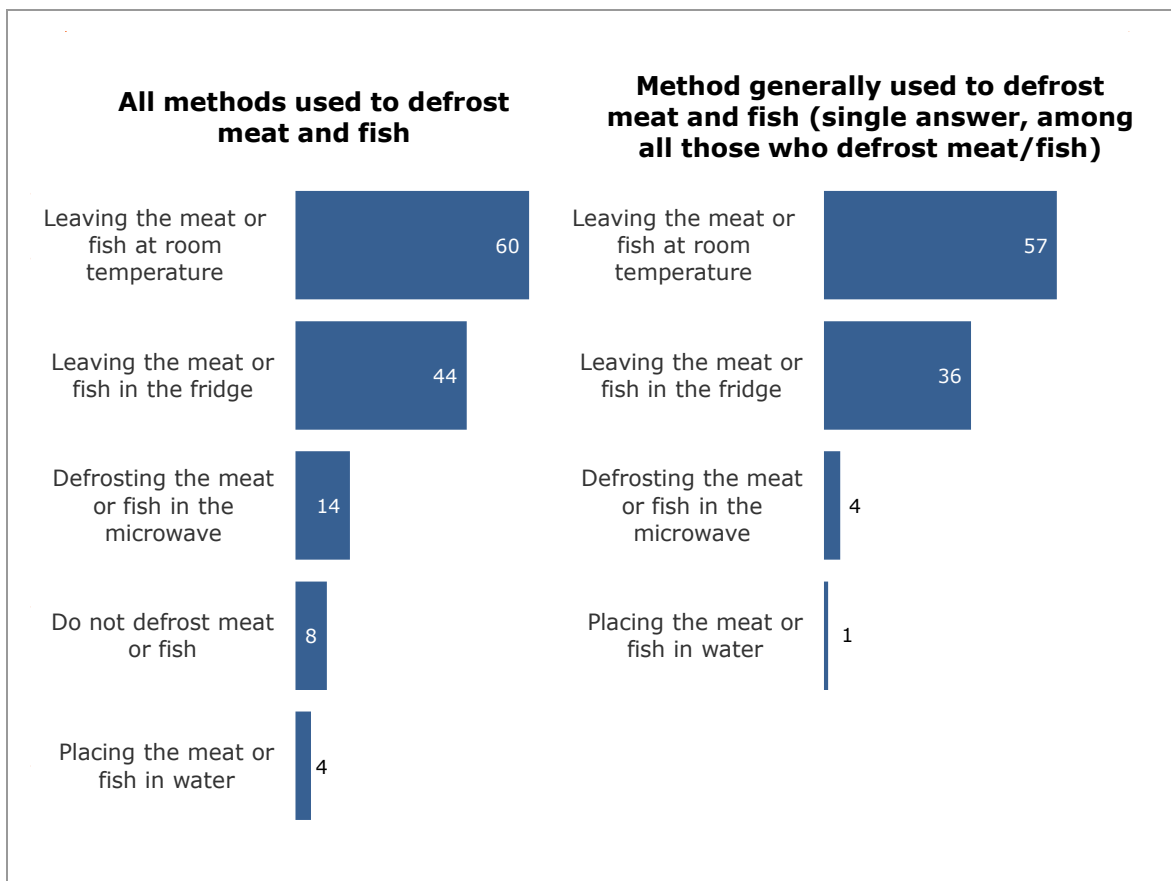 All methods used to defrost
meat and fish
Leaving the meat or
fish at room
temperature
60
Leaving the meat or
fish in the fridge
44
Defrosting the meat
or fish in the
microwave
14
Do not defrost meat
or fish
8
Placing the meat or
fish in water
4
Method generally used to defrost
meat and fish (single answer, among
all those who defrost meat/fish)
Leaving the meat or
fish at room
temperature
57
Leaving the meat or
fish in the fridge
36
Defrosting the meat
or fish in the
microwave
4
Placing the meat or
fish in water
1